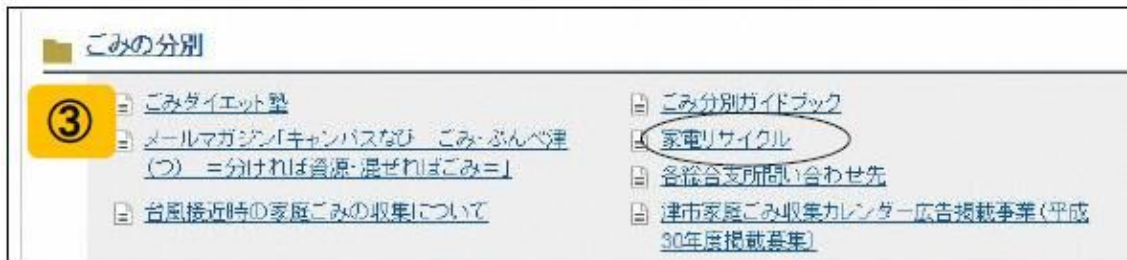 ごみの分別
③
ごみダイエット塾
メールマガジン「キャンパスなび ごみ・ぶんべ津
(つ) =分ければ資源・混ぜればごみ=」
台風接近時の家庭ごみの収集について
ごみ分別ガイドブック
家電リサイクル
各総合支所問い合わせ先
津市家庭ごみ収集カレンダー広告掲載事業(平成
30年度掲載募集)